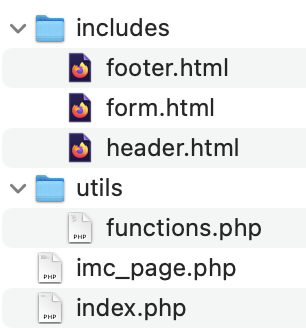 includes
footer.html
form.html
header.html
utils
PHP
functions.php
PHP
imc_page.php
PHP
index.php